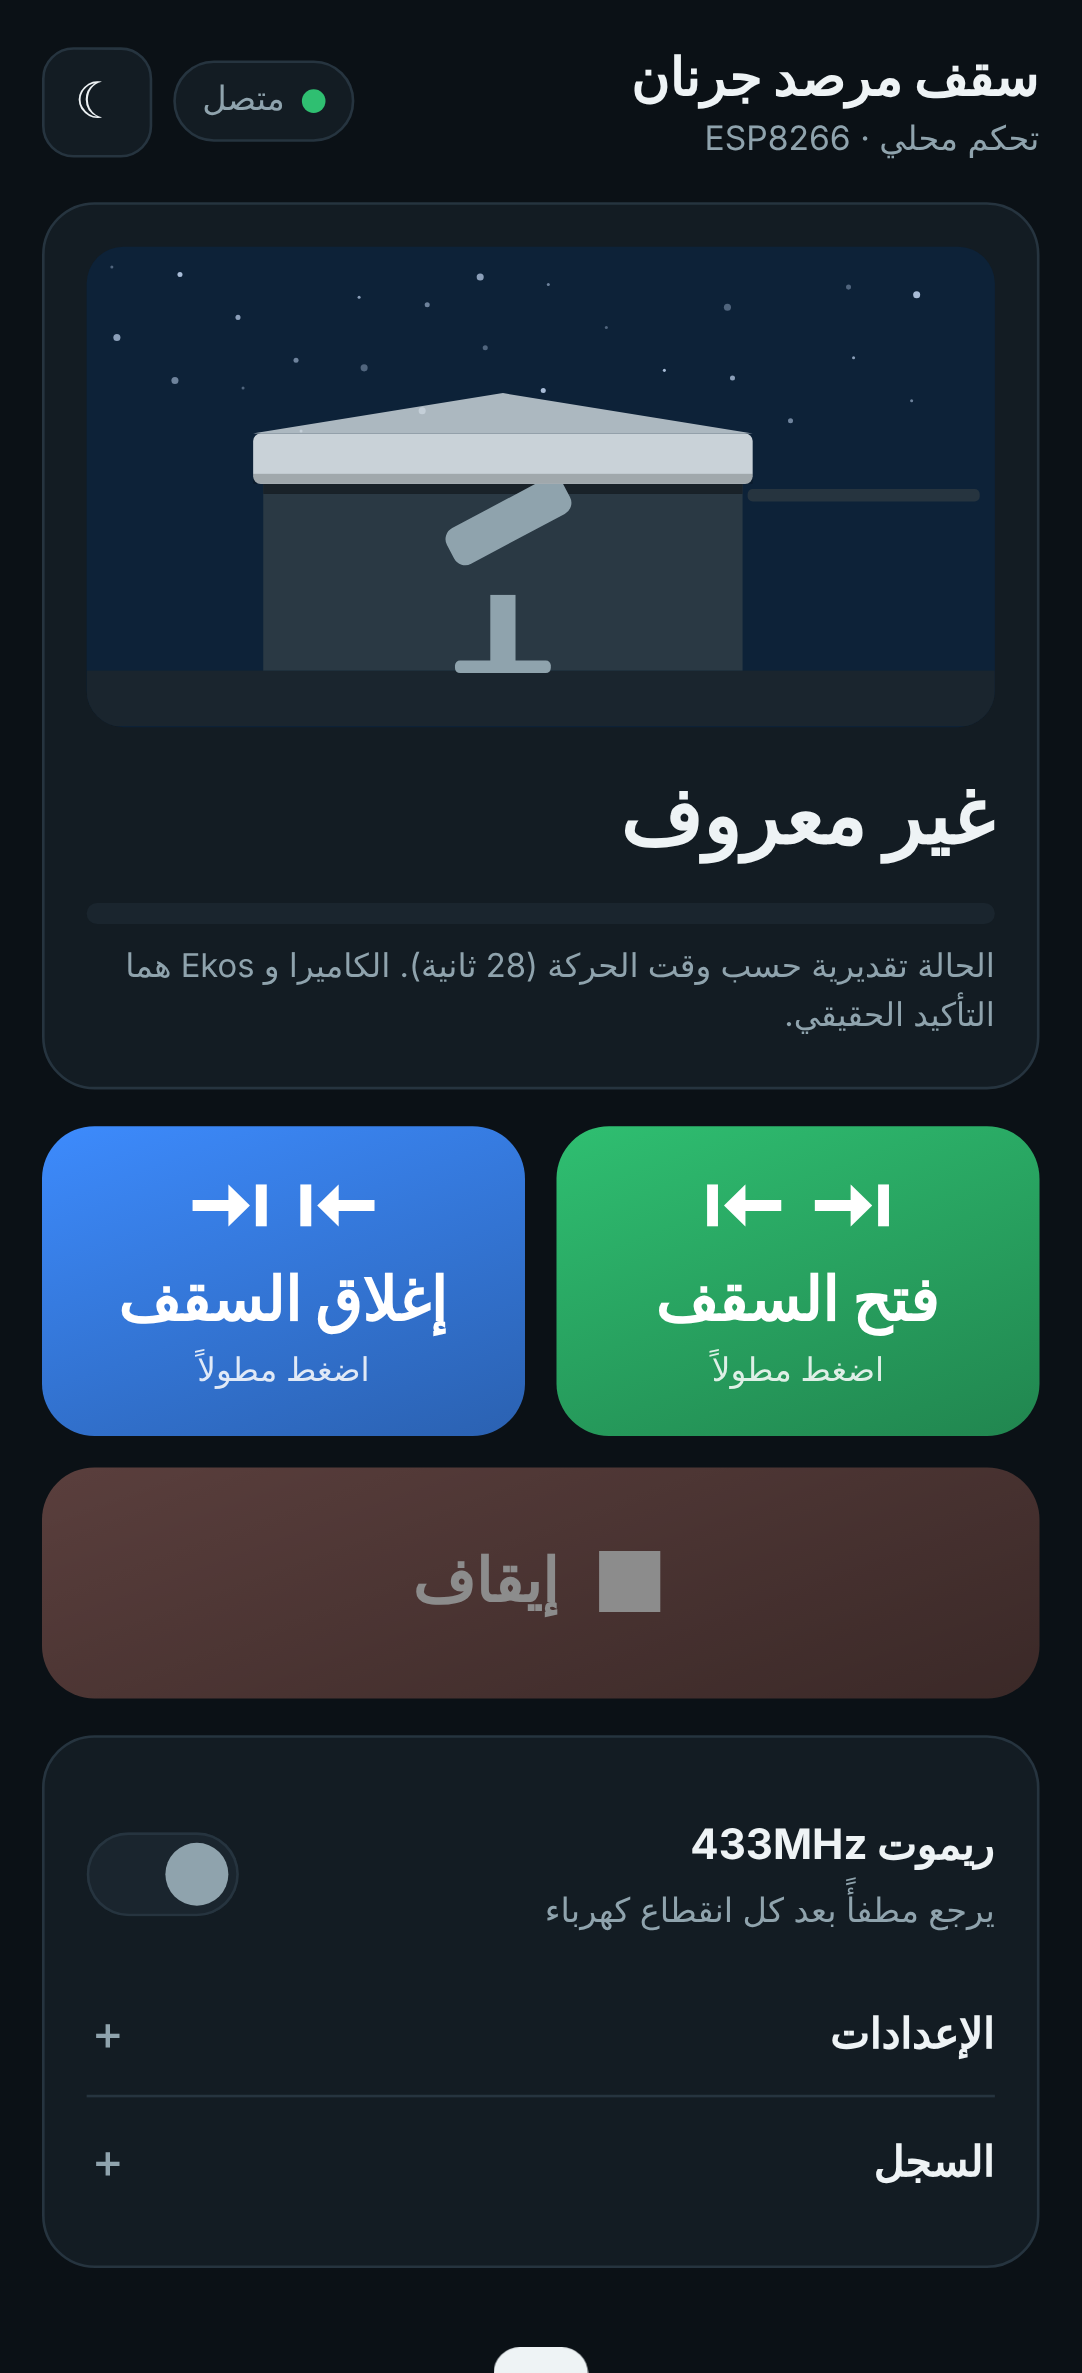 سقف مرصد جرنان
تحكم محلي · ESP8266
متصل
غير معروف
الحالة تقديرية حسب وقت الحركة (28 ثانية). الكاميرا و Ekos هما
التأكيد الحقيقي.
فتح السقف
اضغط مطولاً
إغلاق السقف
اضغط مطولاً
إيقاف
ريموت 433MHz
يرجع مطفأً بعد كل انقطاع كهرباء
الإعدادات
+
السجل
+